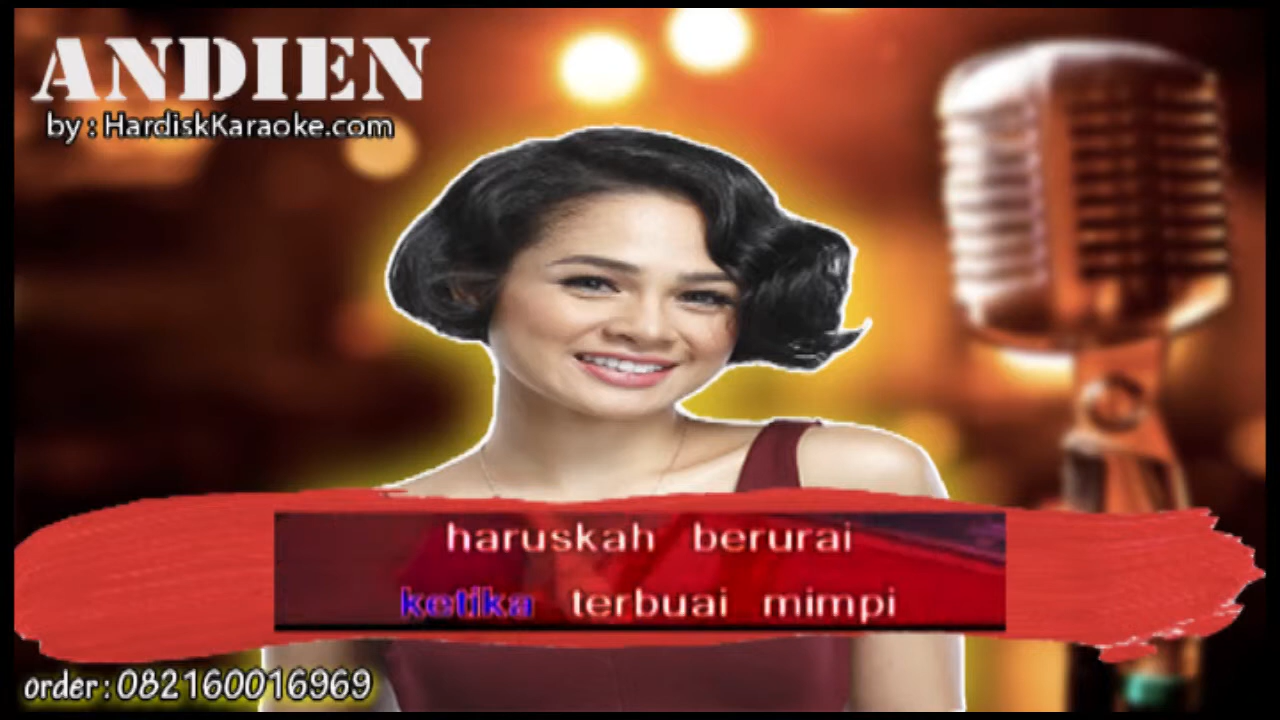 ANDIEN
by : HardiskKaraoke.com
haruskah berurai
ketika terbuai mimpi
order : 082160016969